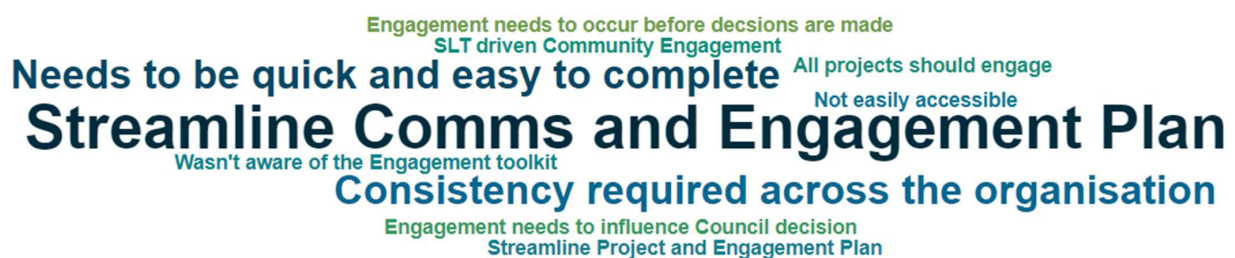 Engagement needs to occur before decsions are made
SLT driven Community Engagement
Needs to be quick and easy to complete
All projects should engage
Not easily accessible
Streamline Comms and Engagement Plan
Wasn't aware of the Engagement toolkit
Consistency required across the organisation
Engagement needs to influence Council decision
Streamline Project and Engagement Plan